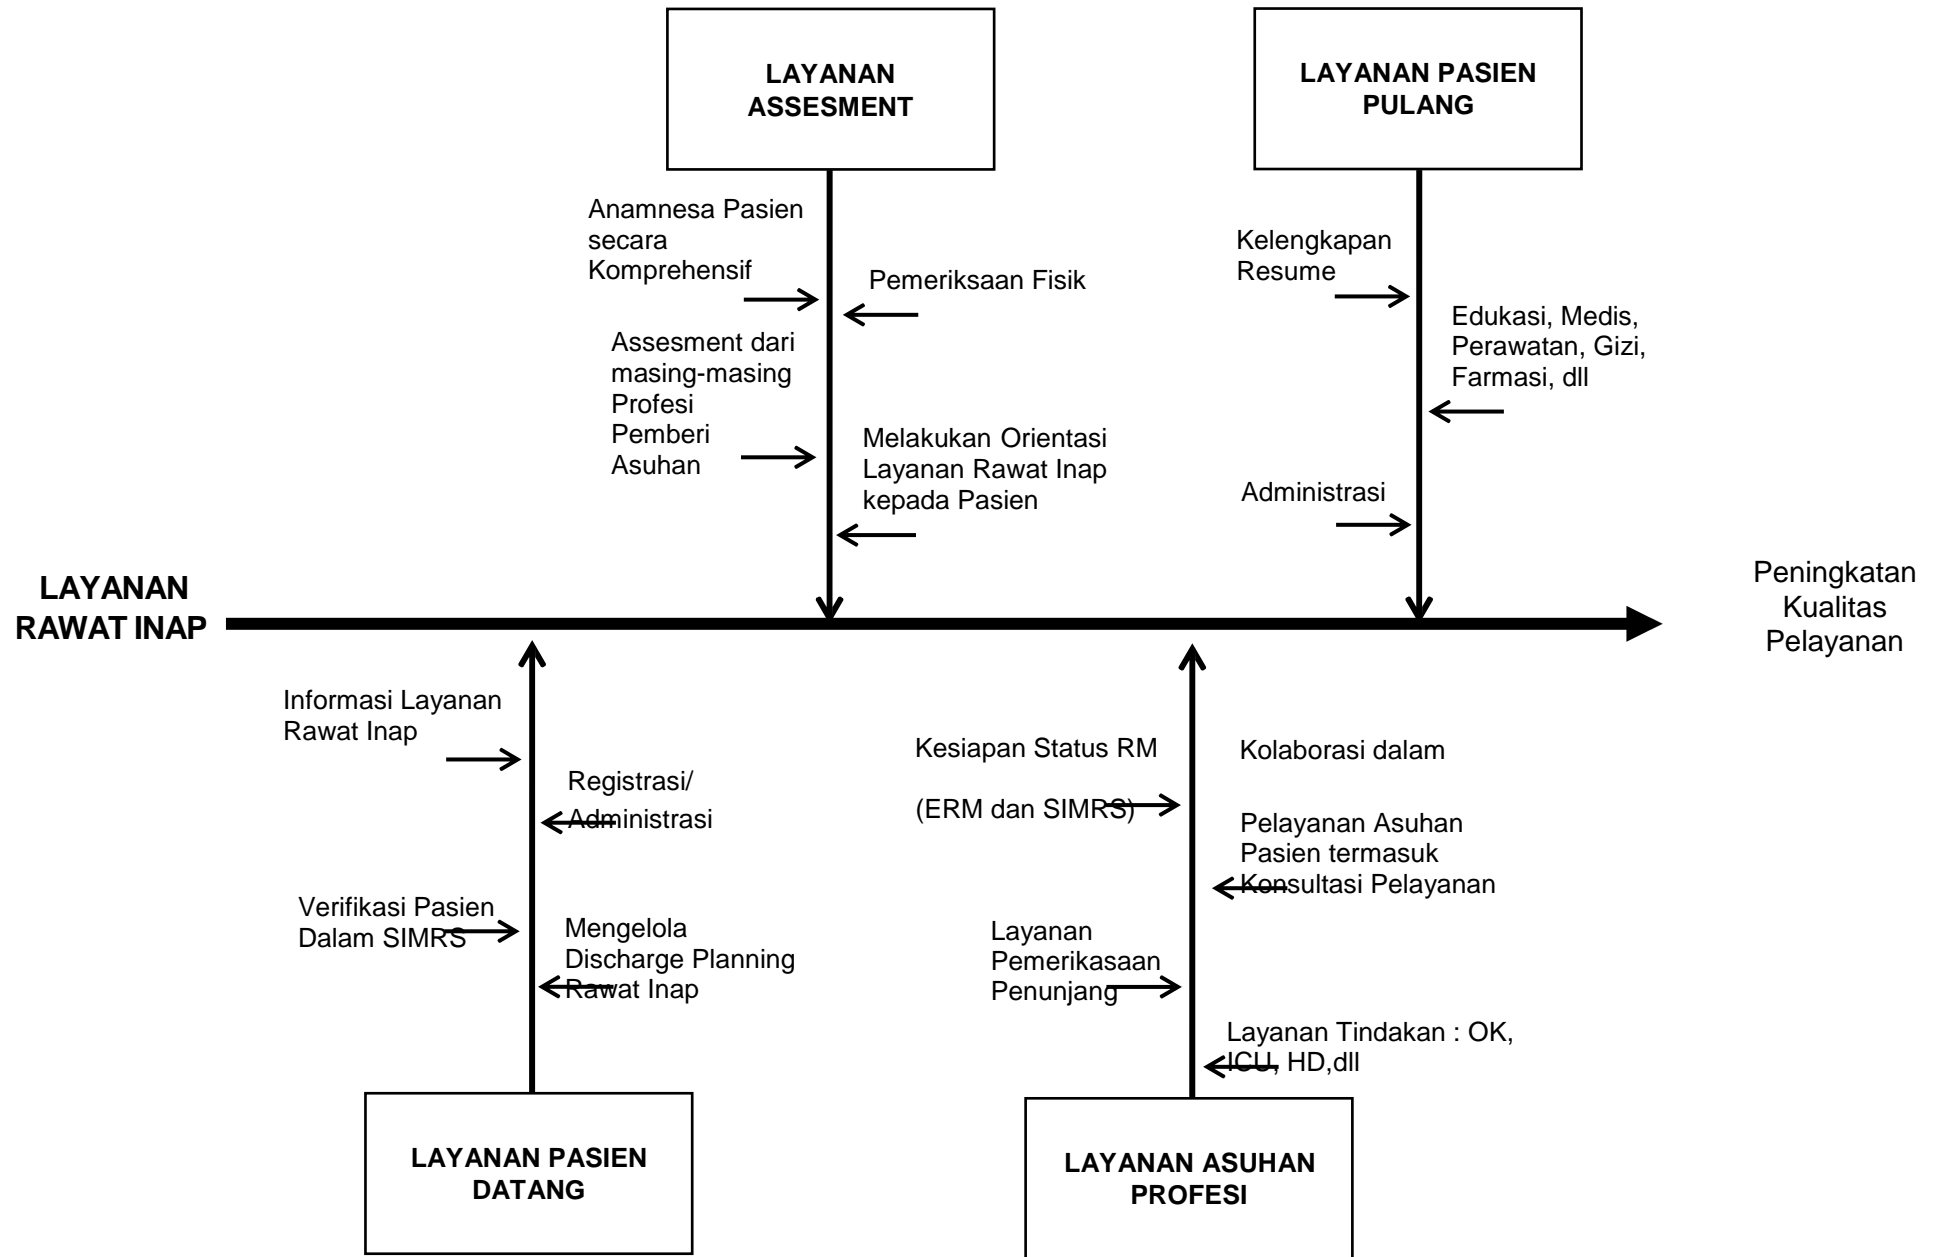 LAYANAN
ASSESMENT
LAYANAN PASIEN
PULANG
Anamnesa Pasien
secara
Komprehensif
Pemeriksaan Fisik
Assesment dari
masing-masing
Profesi
Pemberi
Asuhan
Melakukan Orientasi
Layanan Rawat Inap
kepada Pasien
Kelengkapan
Resume
Edukasi, Medis,
Perawatan, Gizi,
Farmasi, dll
Administrasi
LAYANAN
RAWAT INAP
Peningkatan
Kualitas
Pelayanan
Informasi Layanan
Rawat Inap
Registrasi/
Administrasi
Verifikasi Pasien
Dalam SIMRS
Mengelola
Discharge Planning
Rawat Inap
Kesiapan Status RM
(ERM dan SIMRS)
Kolaborasi dalam
Pelayanan Asuhan
Pasien termasuk
Konsultasi Pelayanan
Layanan
Pemerikasaan
Penunjang
Layanan Tindakan : OK,
ICU, HD,dll
LAYANAN PASIEN
DATANG
LAYANAN ASUHAN
PROFESI